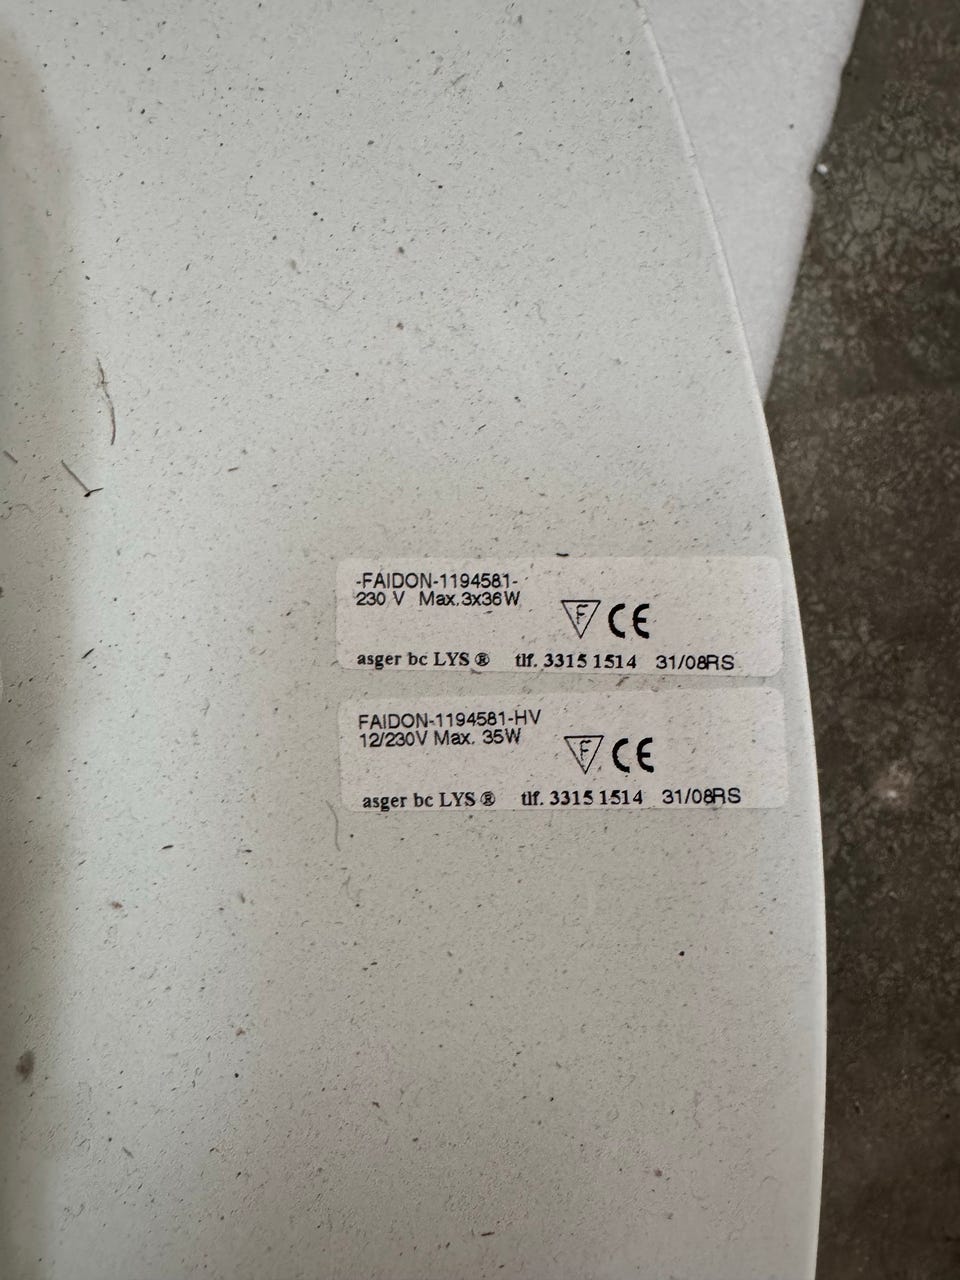 -FAIDON-1194581-
230 V Max.3x36W
F CE
asger bc LYS ® tlf. 3315 1514 31/08RS
FAIDON-1194581-HV
12/230V Max. 35W
F CE
asger bc LYS ® tlf. 3315 1514 31/08RS